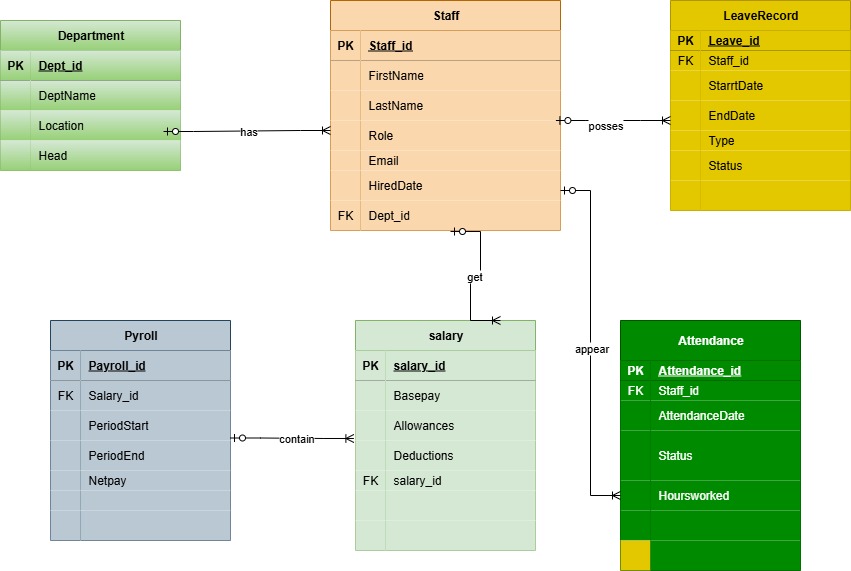 Department
PK Dept_id
DeptName
Location
Head
has
Staff
PK Staff_id
FirstName
LastName
Role
Email
HiredDate
FK Dept_id
posses
LeaveRecord
PK Leave_id
FK Staff_id
StarrtDate
EndDate
Type
Status
get
appear
Pyroll
PK Payroll_id
FK Salary_id
PeriodStart
PeriodEnd
Netpay
contain
salary
PK salary_id
Basepay
Allowances
Deductions
FK salary_id
Attendance
PK Attendance_id
FK Staff_id
AttendanceDate
Status
Hoursworked